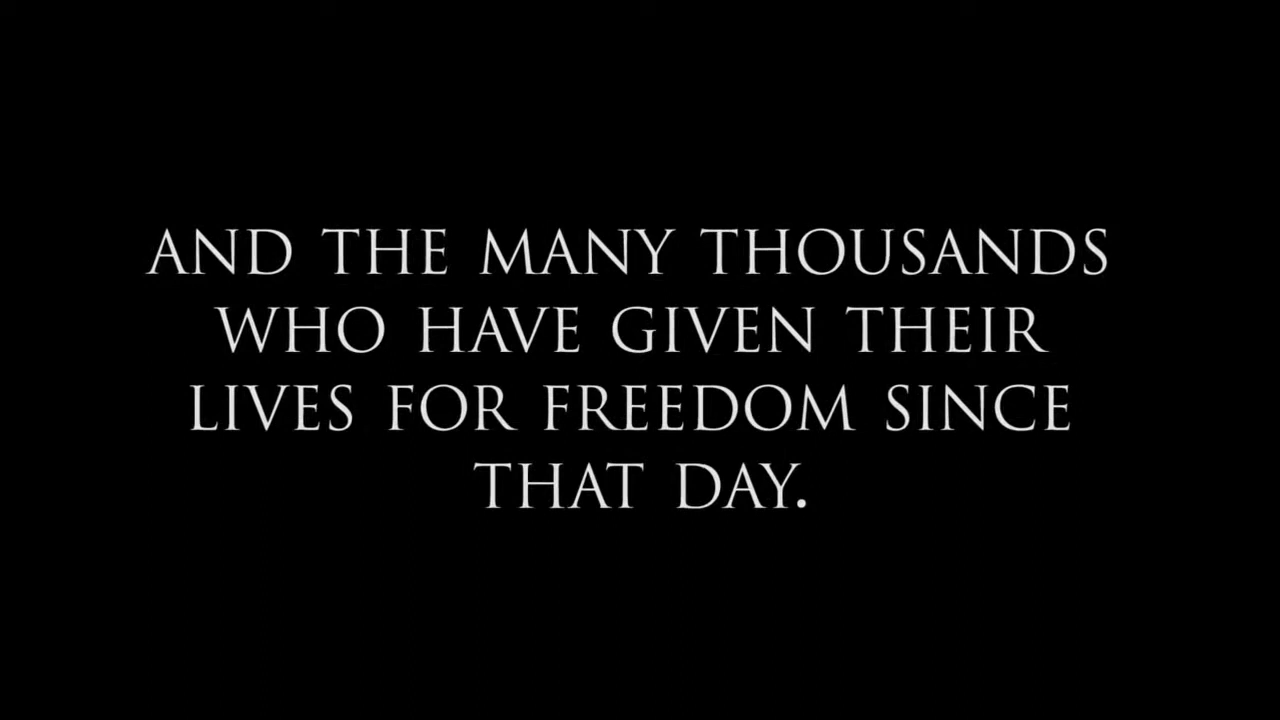 AND THE MANY THOUSANDS
WHO HAVE GIVEN THEIR
LIVES FOR FREEDOM SINCE
THAT DAY.